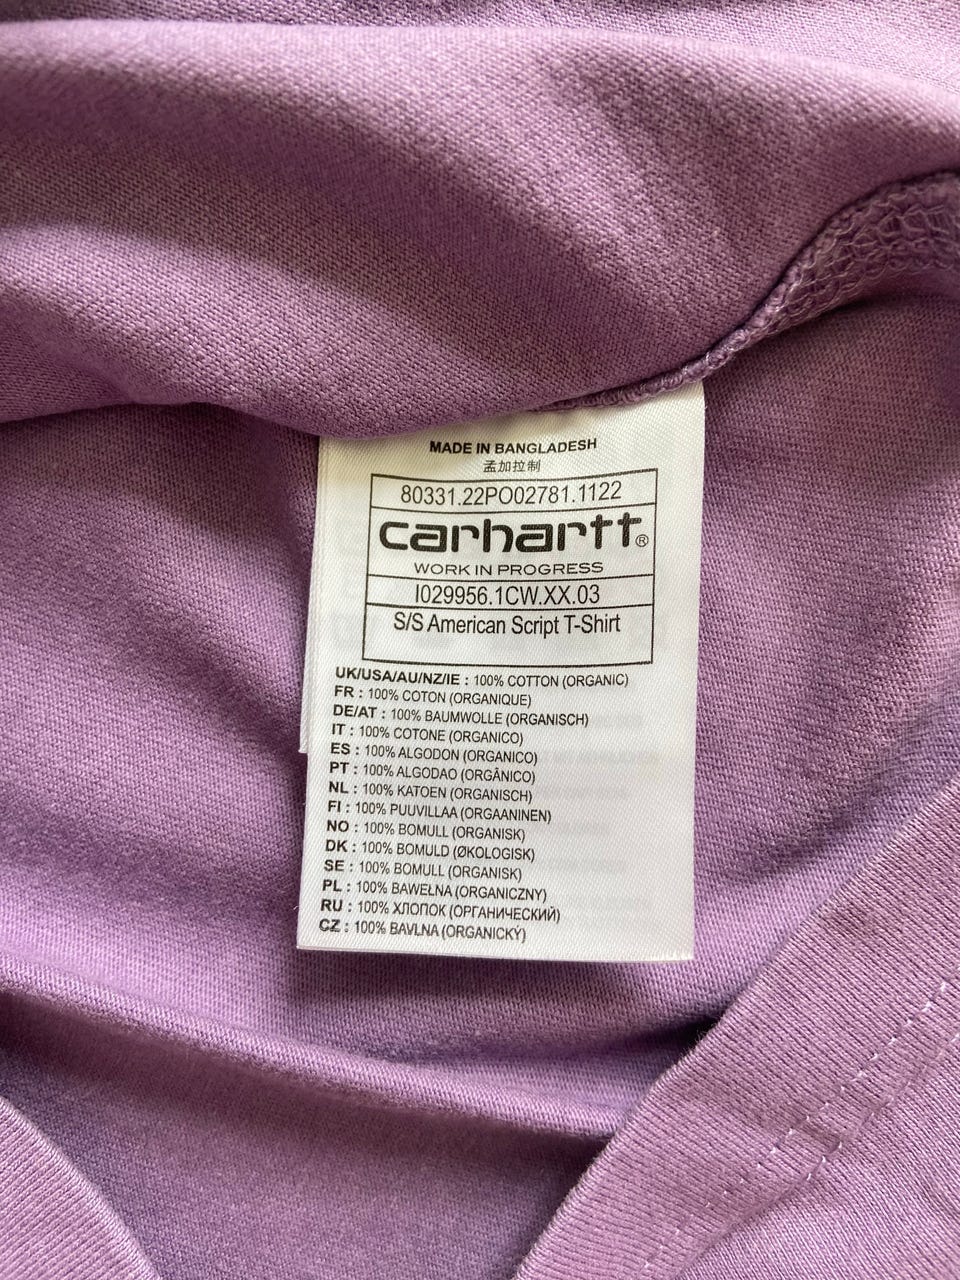 MADE IN BANGLADESH
孟加拉制
80331.22PO02781.1122
carhartt®
WORK IN PROGRESS
I029956.1CW.XX.03
S/S American Script T-Shirt
UK/USA/AU/NZ/IE : 100% COTTON (ORGANIC)
FR : 100% COTON (ORGANIQUE)
DE/AT : 100% BAUMWOLLE (ORGANISCH)
IT : 100% COTONE (ORGANICO)
ES : 100% ALGODON (ORGANICO)
PT : 100% ALGODAO (ORGÂNICO)
NL : 100% KATOEN (ORGANISCH)
FI : 100% PUUVILLAA (ORGAANINEN)
NO : 100% BOMULL (ORGANISK)
DK : 100% BOMULD (ØKOLOGISK)
SE : 100% BOMULL (ORGANISK)
PL : 100% BAWEŁNA (ORGANICZNY)
RU : 100% ХЛОПОК (ОРГАНИЧЕСКИЙ)
CZ : 100% BAVLNA (ORGANICKÝ)